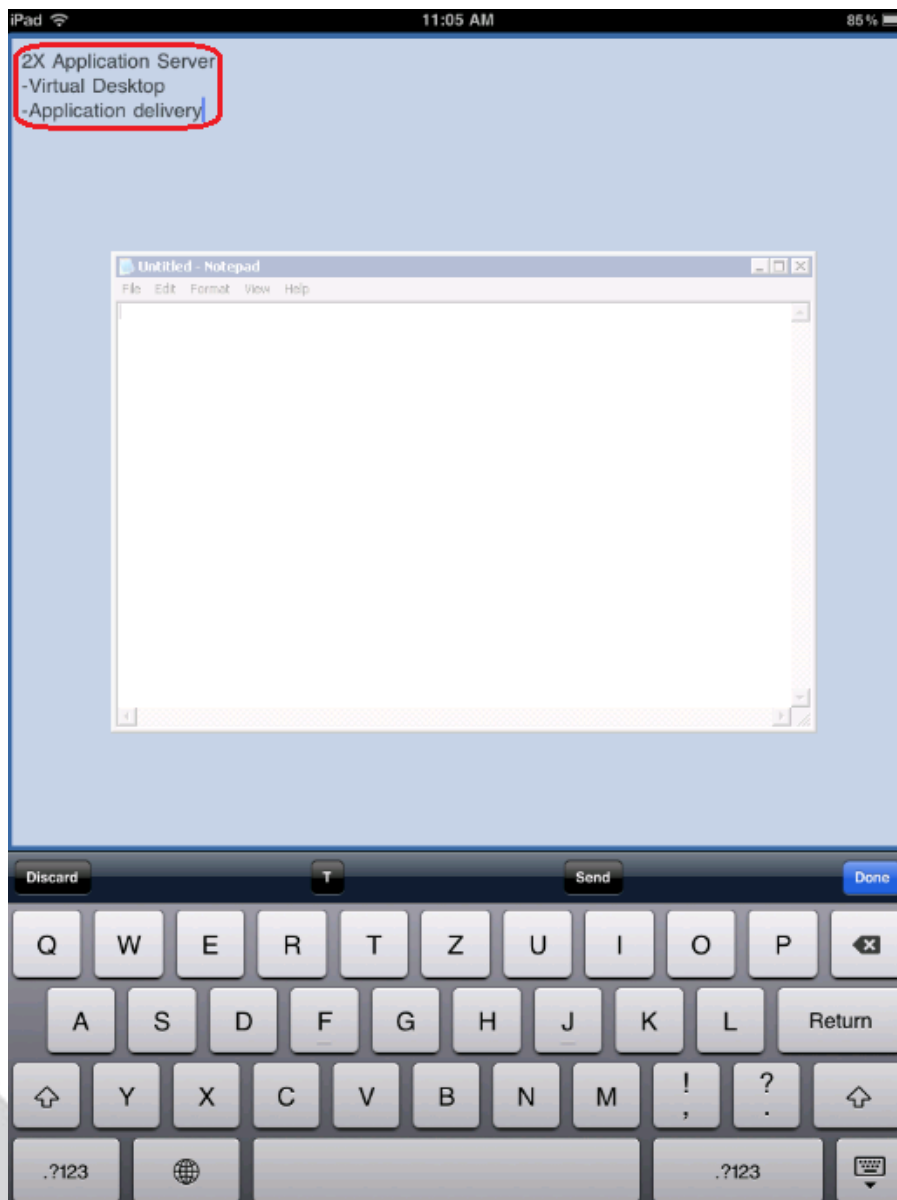 iPad 11:05 AM 85%
2X Application Server
-Virtual Desktop
-Application delivery
Untitled - Notepad
File Edit Format View Help
Discard T Send Done
Q W E R T Z U I O P
A S D F G H J K L Return
Y X C V B N M ! , ? .
.?123 .?123